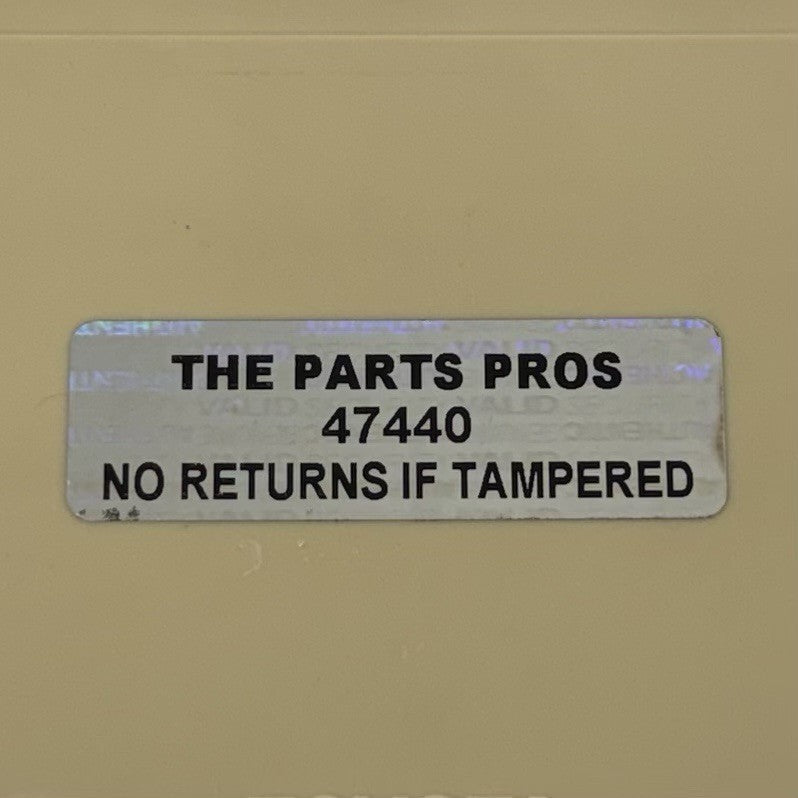 THE PARTS PROS
47440
NO RETURNS IF TAMPERED